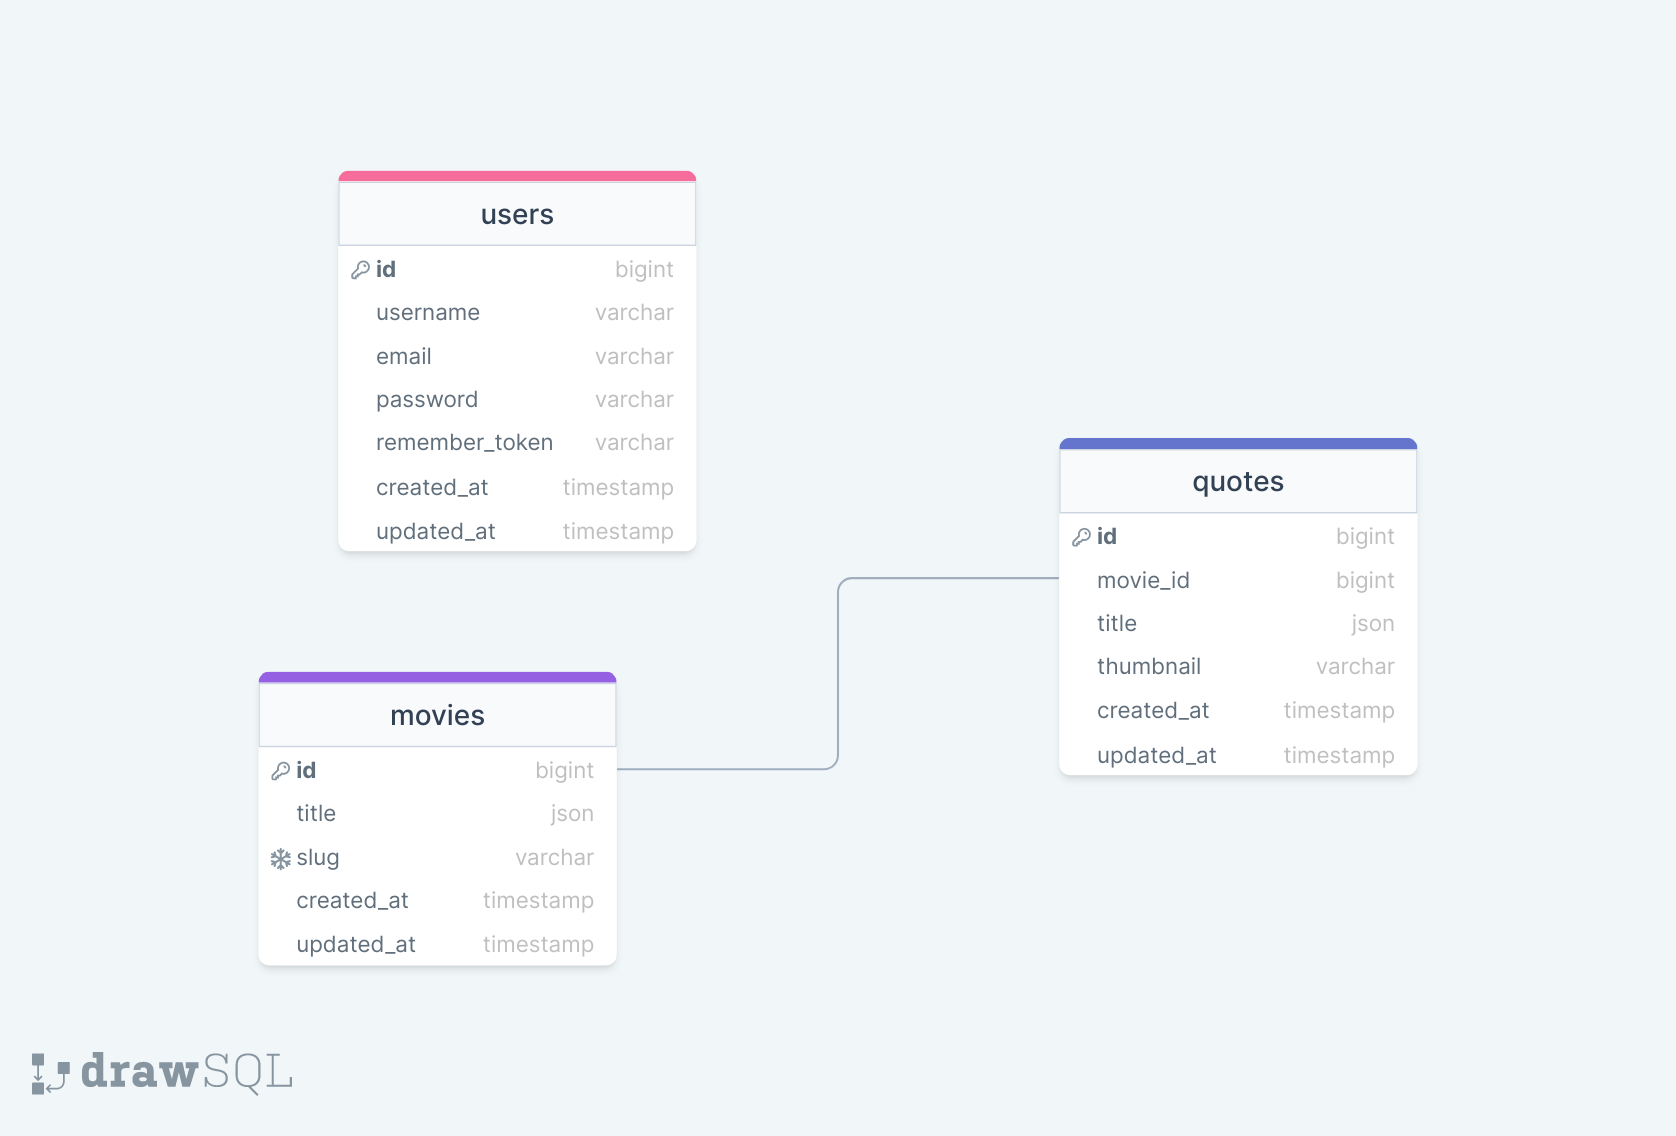 users
id bigint
username varchar
email varchar
password varchar
remember_token varchar
created_at timestamp
updated_at timestamp
quotes
id bigint
movie_id bigint
title json
thumbnail varchar
created_at timestamp
updated_at timestamp
movies
id bigint
title json
slug varchar
created_at timestamp
updated_at timestamp
drawSQL